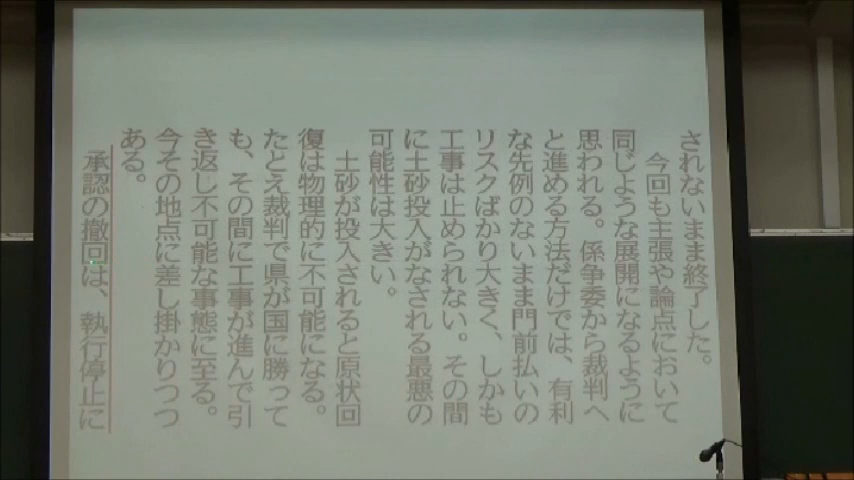 されないまま終了した。
今回も主張や論点において
同じような展開になるように
思われる。係争委から裁判へ
と進める方法だけでは、有利
な先例のないまま門前払いの
リスクばかり大きく、しかも
工事は止められない。その間
に土砂投入がなされる最悪の
可能性は大きい。
土砂が投入されると原状回
復は物理的に不可能になる。
たとえ裁判で県が国に勝って
も、その間に工事が進んで引
き返し不可能な事態に至る。
今その地点に差し掛かりつつ
ある。
承認の撤回は、執行停止に